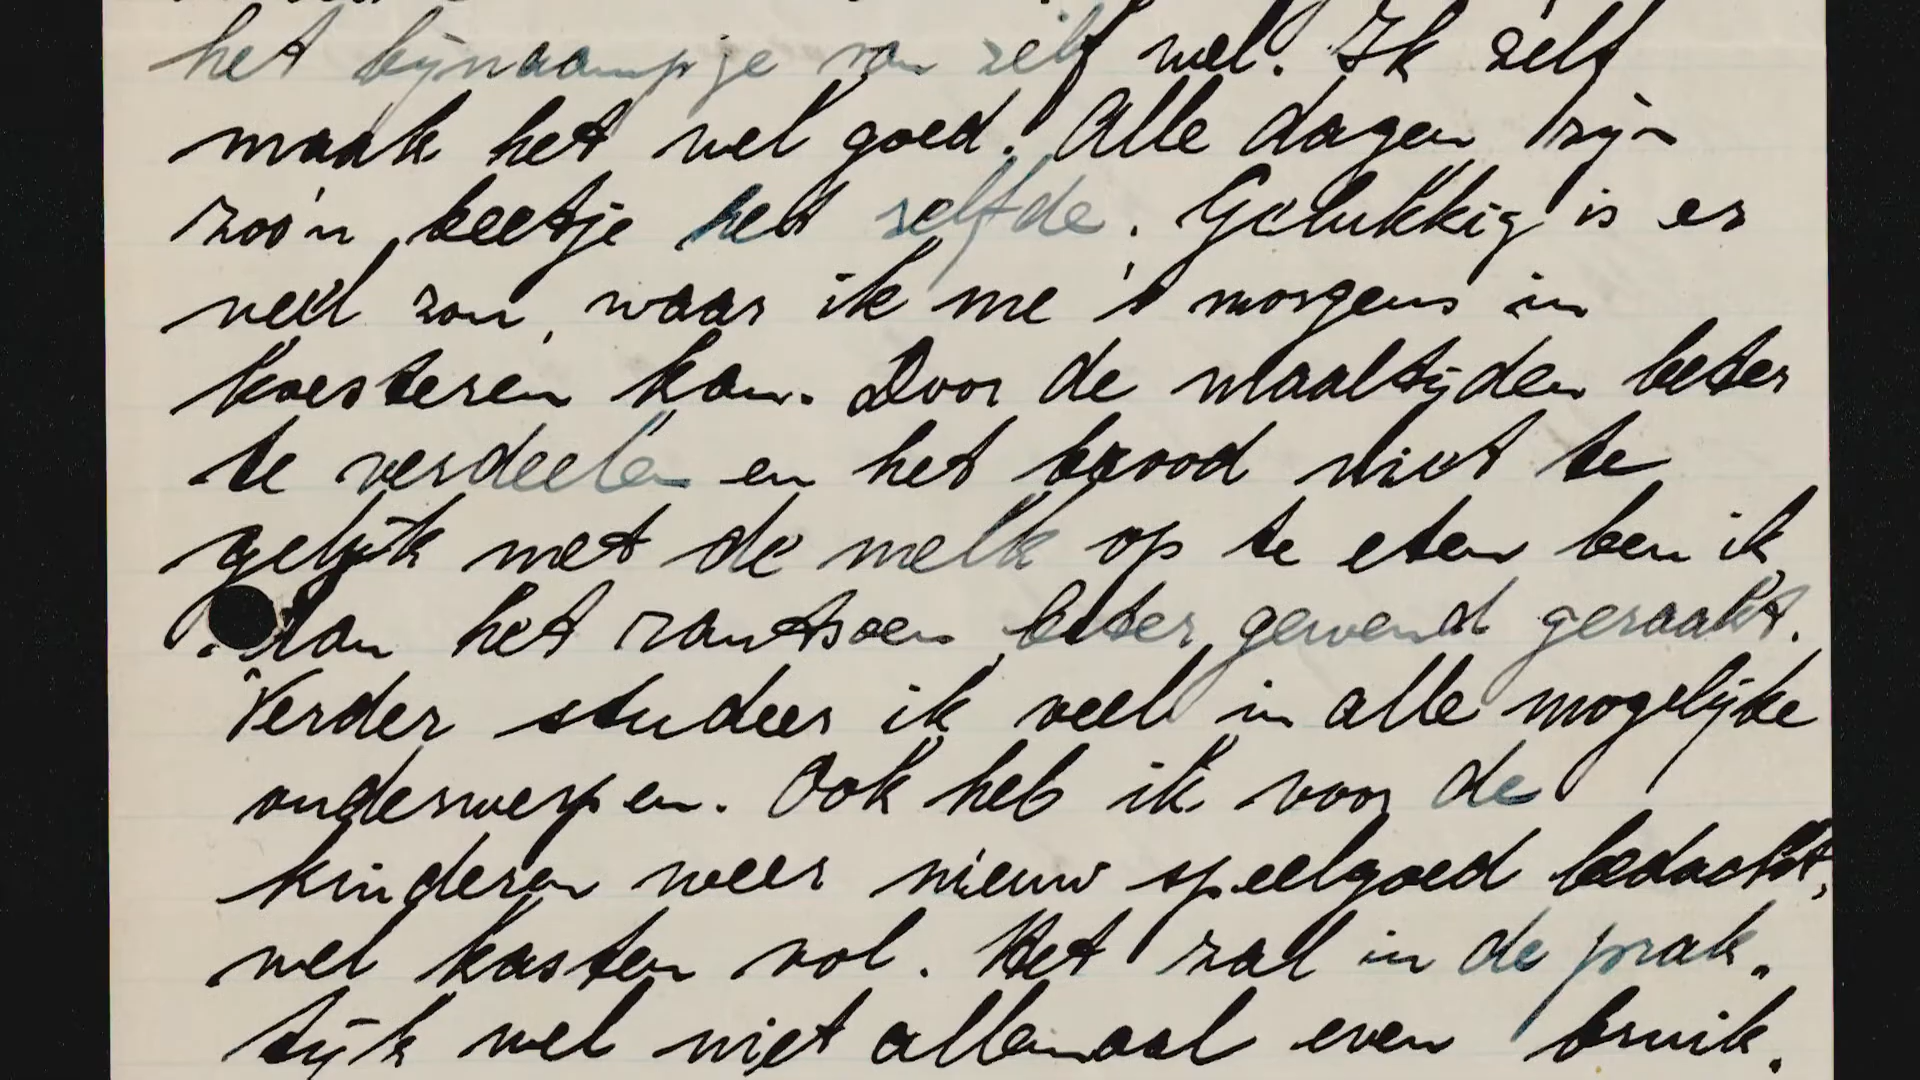 het bijnaampje van zelf wel. Ik zelf
maak het wel goed. Alle dagen zijn
zoo'n beetje het selfde. Gelukkig is er
veel zon, waar ik me 's morgens in
koesteren kan. Door de maaltijden beter
te verdeelen en het brood niet te
gelijk met de melk op te eten ben ik
aan het rantsoen beter gewend geraakt.
Verder studeer ik veel in alle mogelijke
onderwerpen. Ook heb ik voor de
kinderen weer nieuw speelgoed bedacht,
wel kasten vol. Het zal in de prak-
tijk wel niet allemaal even bruik-